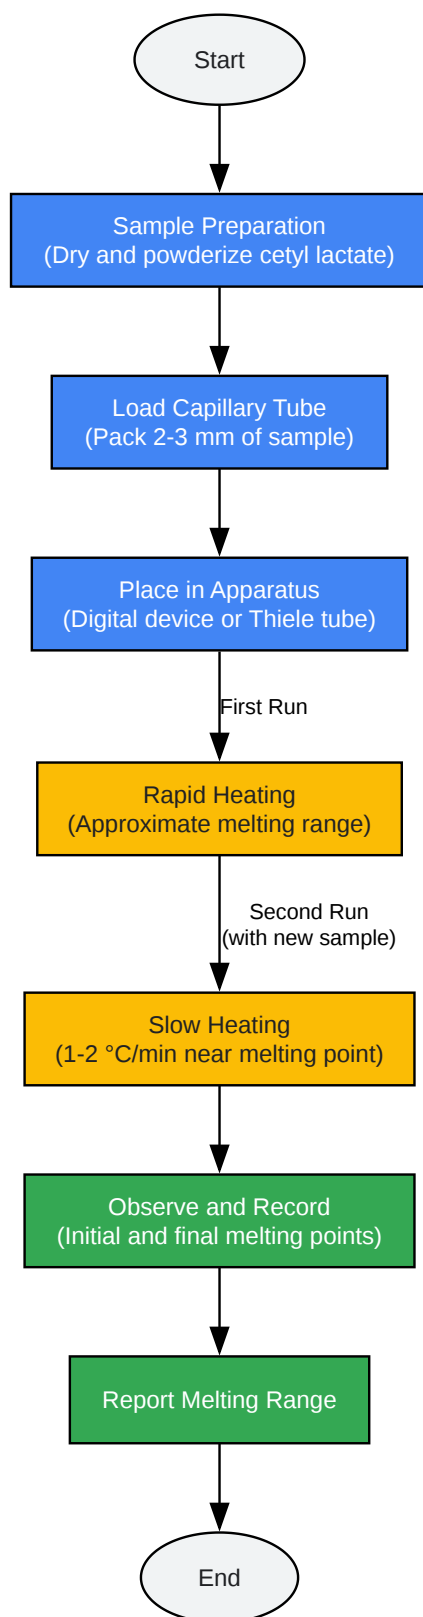 Start
Sample Preparation
(Dry and powderize cetyl lactate)
Load Capillary Tube
(Pack 2-3 mm of sample)
Place in Apparatus
(Digital device or Thiele tube)
First Run
Rapid Heating
(Approximate melting range)
Second Run
(with new sample)
Slow Heating
(1-2 °C/min near melting point)
Observe and Record
(Initial and final melting points)
Report Melting Range
End